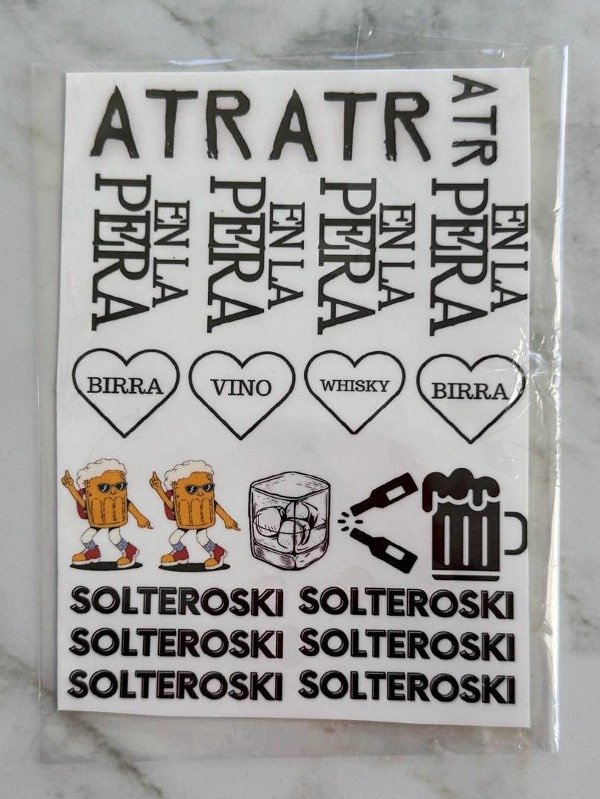 ATR ATR ATR
EN LA PERA
EN LA PERA
EN LA PERA
EN LA PERA
BIRRA VINO WHISKY BIRRA
SOLTEROSKI SOLTEROSKI
SOLTEROSKI SOLTEROSKI
SOLTEROSKI SOLTEROSKI